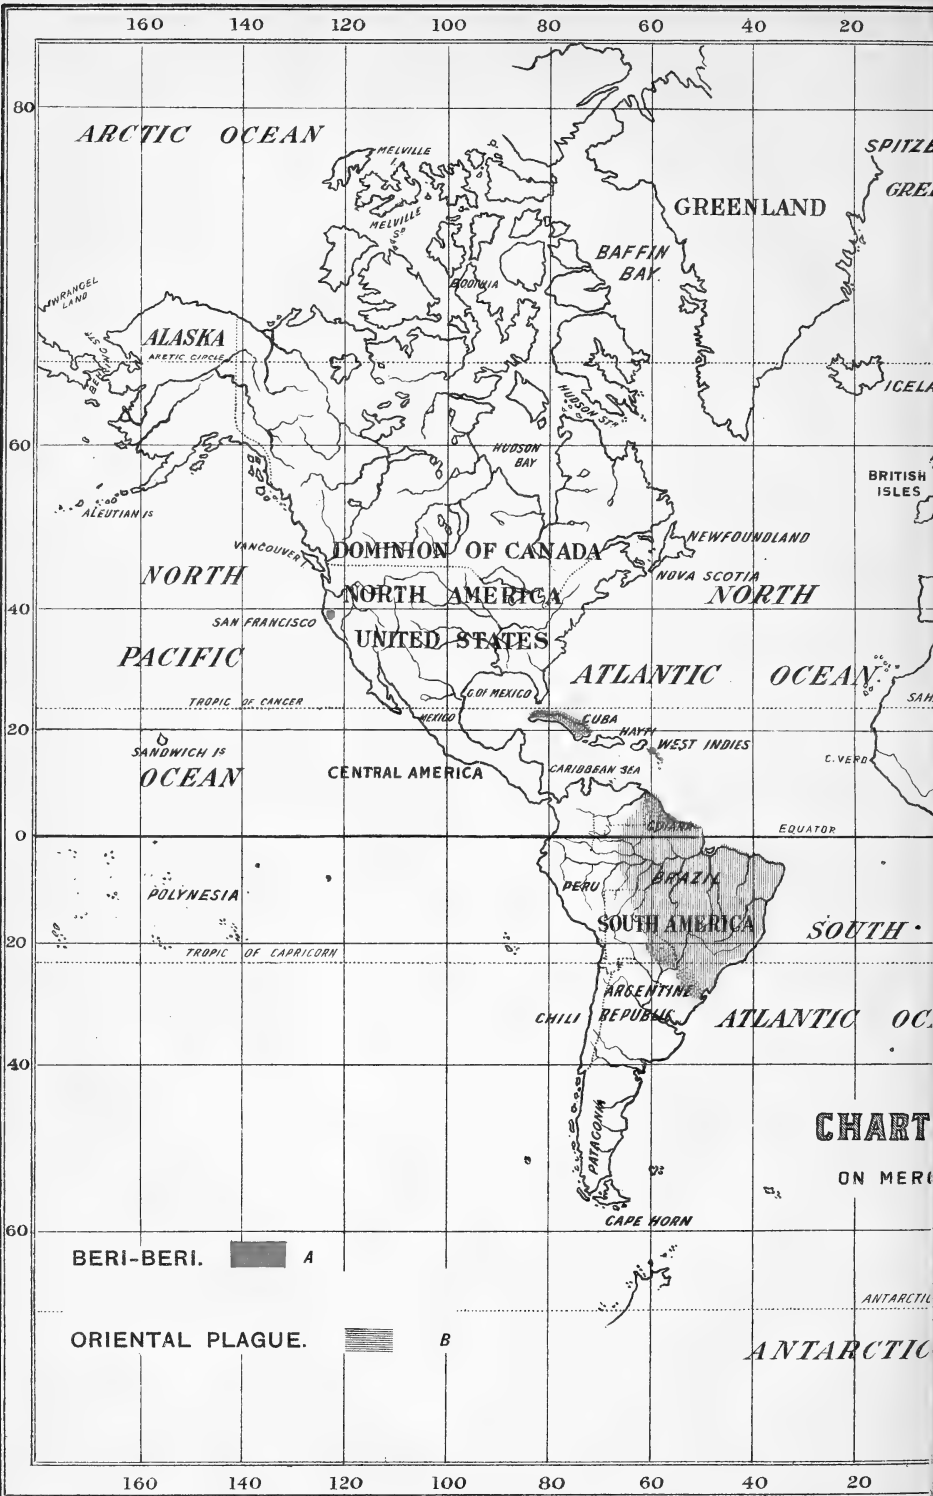 160 140 120 100 80 60 40 20
80
ARCTIC OCEAN
MELVILLE
I.
SPITZE
GREE
GREENLAND
MELVILLE
SD
BAFFIN
BAY
WRANGEL
LAND
BOOTHIA
BEHRING ST
ALASKA
ARCTIC CIRCLE
ICELA
HUDSON STR
60
HUDSON
BAY
BRITISH
ISLES
ALEUTIAN IS
VANCOUVER
DOMINION OF CANADA
NEWFOUNDLAND
NORTH
NOVA SCOTIA
NORTH AMERICA
NORTH
40
SAN FRANCISCO
UNITED STATES
PACIFIC
ATLANTIC OCEAN
SAH
TROPIC OF CANCER
G. OF MEXICO
MEXICO
CUBA
20
HAYTI
WEST INDIES
SANDWICH IS
C. VERD
OCEAN
CENTRAL AMERICA
CARIBBEAN SEA
0
GUIANA
EQUATOR
BRAZIL
PERU
POLYNESIA
SOUTH AMERICA
SOUTH
20
TROPIC OF CAPRICORN
ARGENTINE
REPUBLIC
CHILI
ATLANTIC OC
40
PATAGONIA
CHART
ON MER
60
CAPE HORN
BERI-BERI. A
ANTARCTIC
ORIENTAL PLAGUE. B
ANTARCTIC
160 140 120 100 80 60 40 20